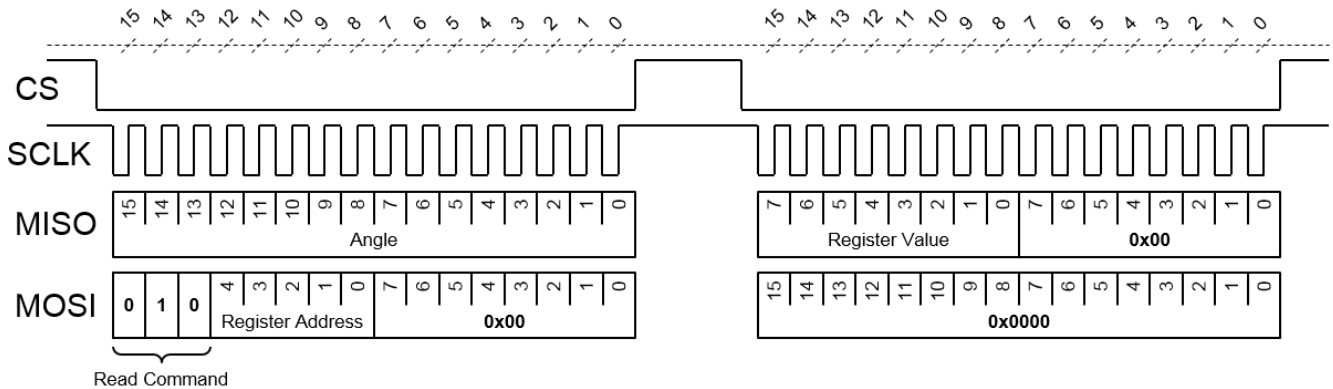 15 14 13 12 11 10 9 8 7 6 5 4 3 2 1 0 15 14 13 12 11 10 9 8 7 6 5 4 3 2 1 0
CS
SCLK
MISO 15 14 13 12 11 10 9 8 7 6 5 4 3 2 1 0 7 6 5 4 3 2 1 0 7 6 5 4 3 2 1 0
Angle Register Value 0x00
MOSI 0 1 0 4 3 2 1 0 7 6 5 4 3 2 1 0 15 14 13 12 11 10 9 8 7 6 5 4 3 2 1 0
Register Address 0x00 0x0000
Read Command